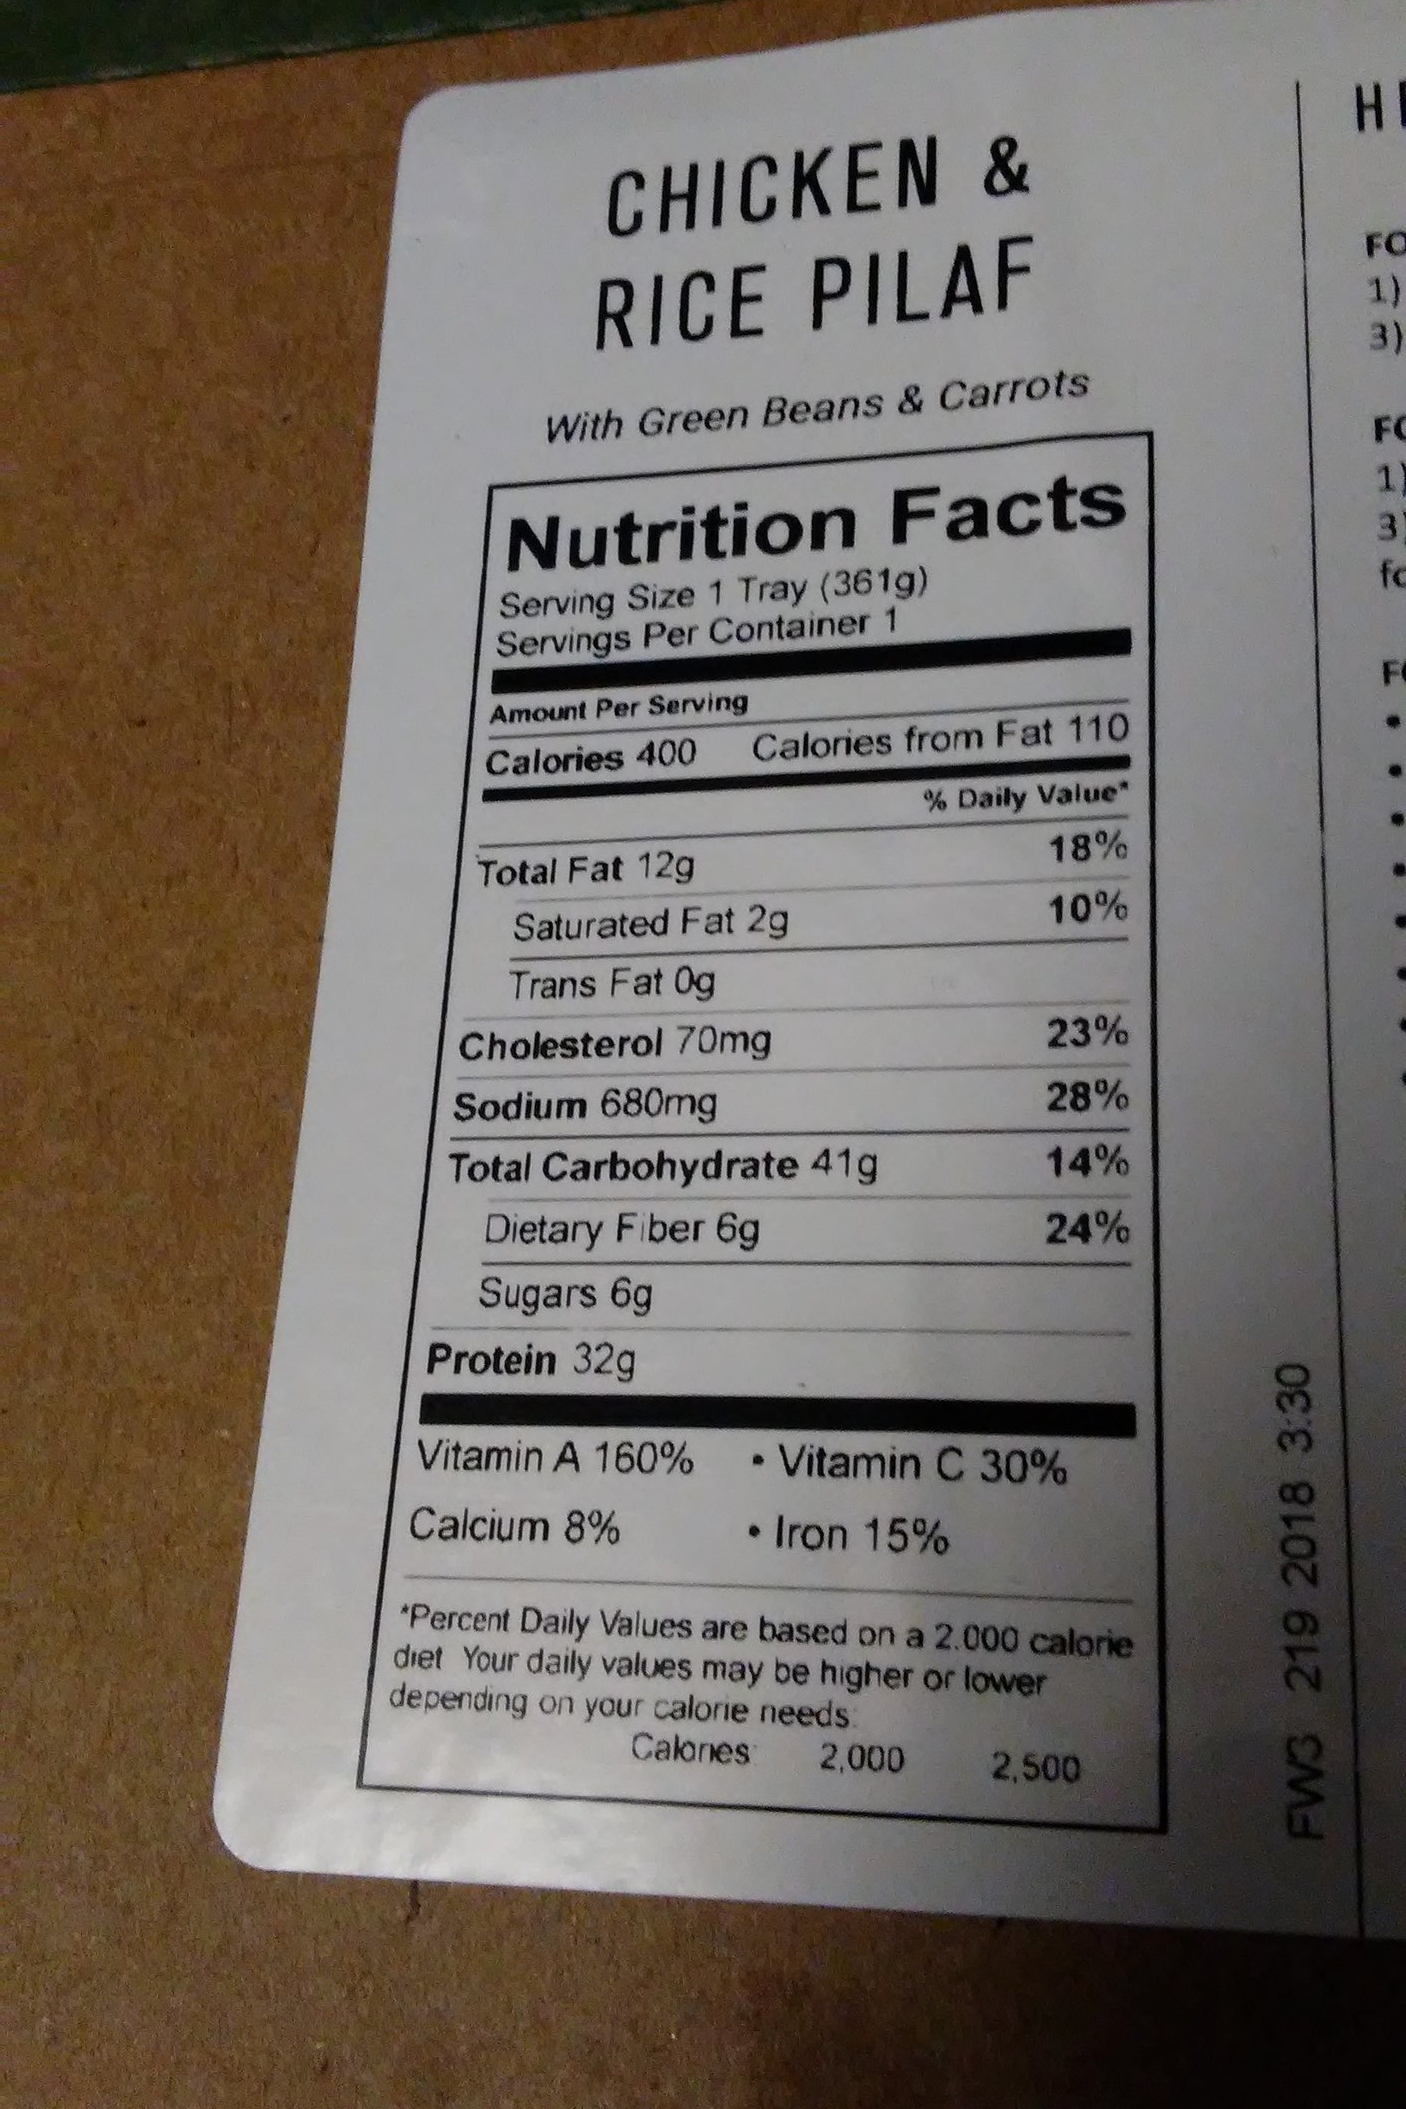 CHICKEN &
RICE PILAF
With Green Beans & Carrots
Nutrition Facts
Serving Size 1 Tray (361g)
Servings Per Container 1
Amount Per Serving
Calories 400 Calories from Fat 110
% Daily Value*
Total Fat 12g 18%
Saturated Fat 2g 10%
Trans Fat 0g
Cholesterol 70mg 23%
Sodium 680mg 28%
Total Carbohydrate 41g 14%
Dietary Fiber 6g 24%
Sugars 6g
Protein 32g
Vitamin A 160% • Vitamin C 30%
Calcium 8% • Iron 15%
*Percent Daily Values are based on a 2.000 calorie
diet Your daily values may be higher or lower
depending on your calorie needs:
Calories: 2,000 2,500
FW3 219 2018 3:30
1)
3)
1)
3)